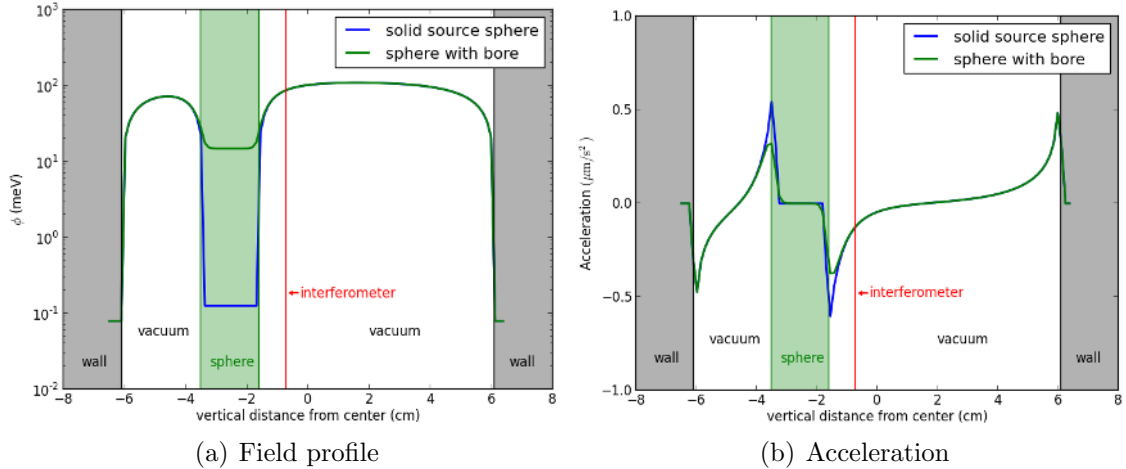 solid source sphere
sphere with bore
10³
10²
10¹
10⁰
10⁻¹
10⁻²
ϕ (meV)
interferometer
vacuum
vacuum
wall
sphere
wall
−8 −6 −4 −2 0 2 4 6 8
vertical distance from center (cm)
(a) Field profile
solid source sphere
sphere with bore
1.0
0.5
0.0
−0.5
−1.0
Acceleration (μm/s²)
interferometer
vacuum
vacuum
wall
sphere
wall
−8 −6 −4 −2 0 2 4 6 8
vertical distance from center (cm)
(b) Acceleration